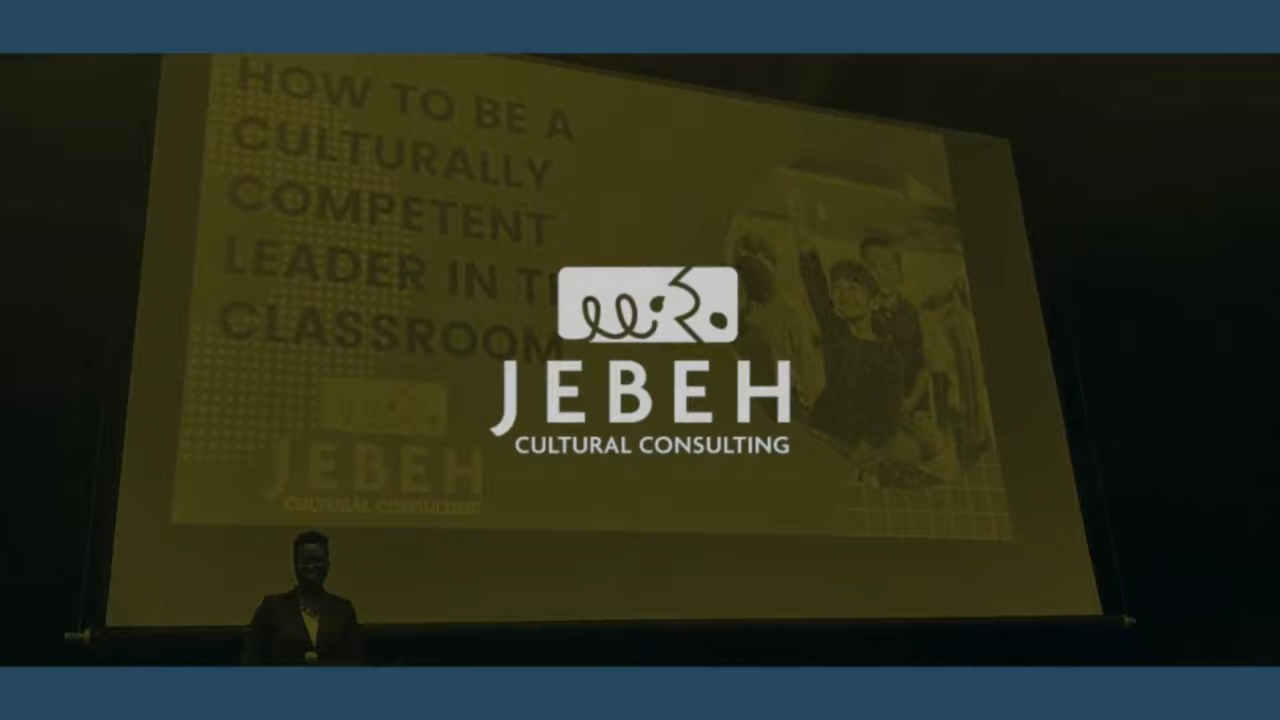 HOW TO BE A
CULTURALLY
COMPETENT
LEADER IN
CLASSROOM
JEBEH
CULTURAL CONSULTING
JEBEH
CULTURAL CONSULTING